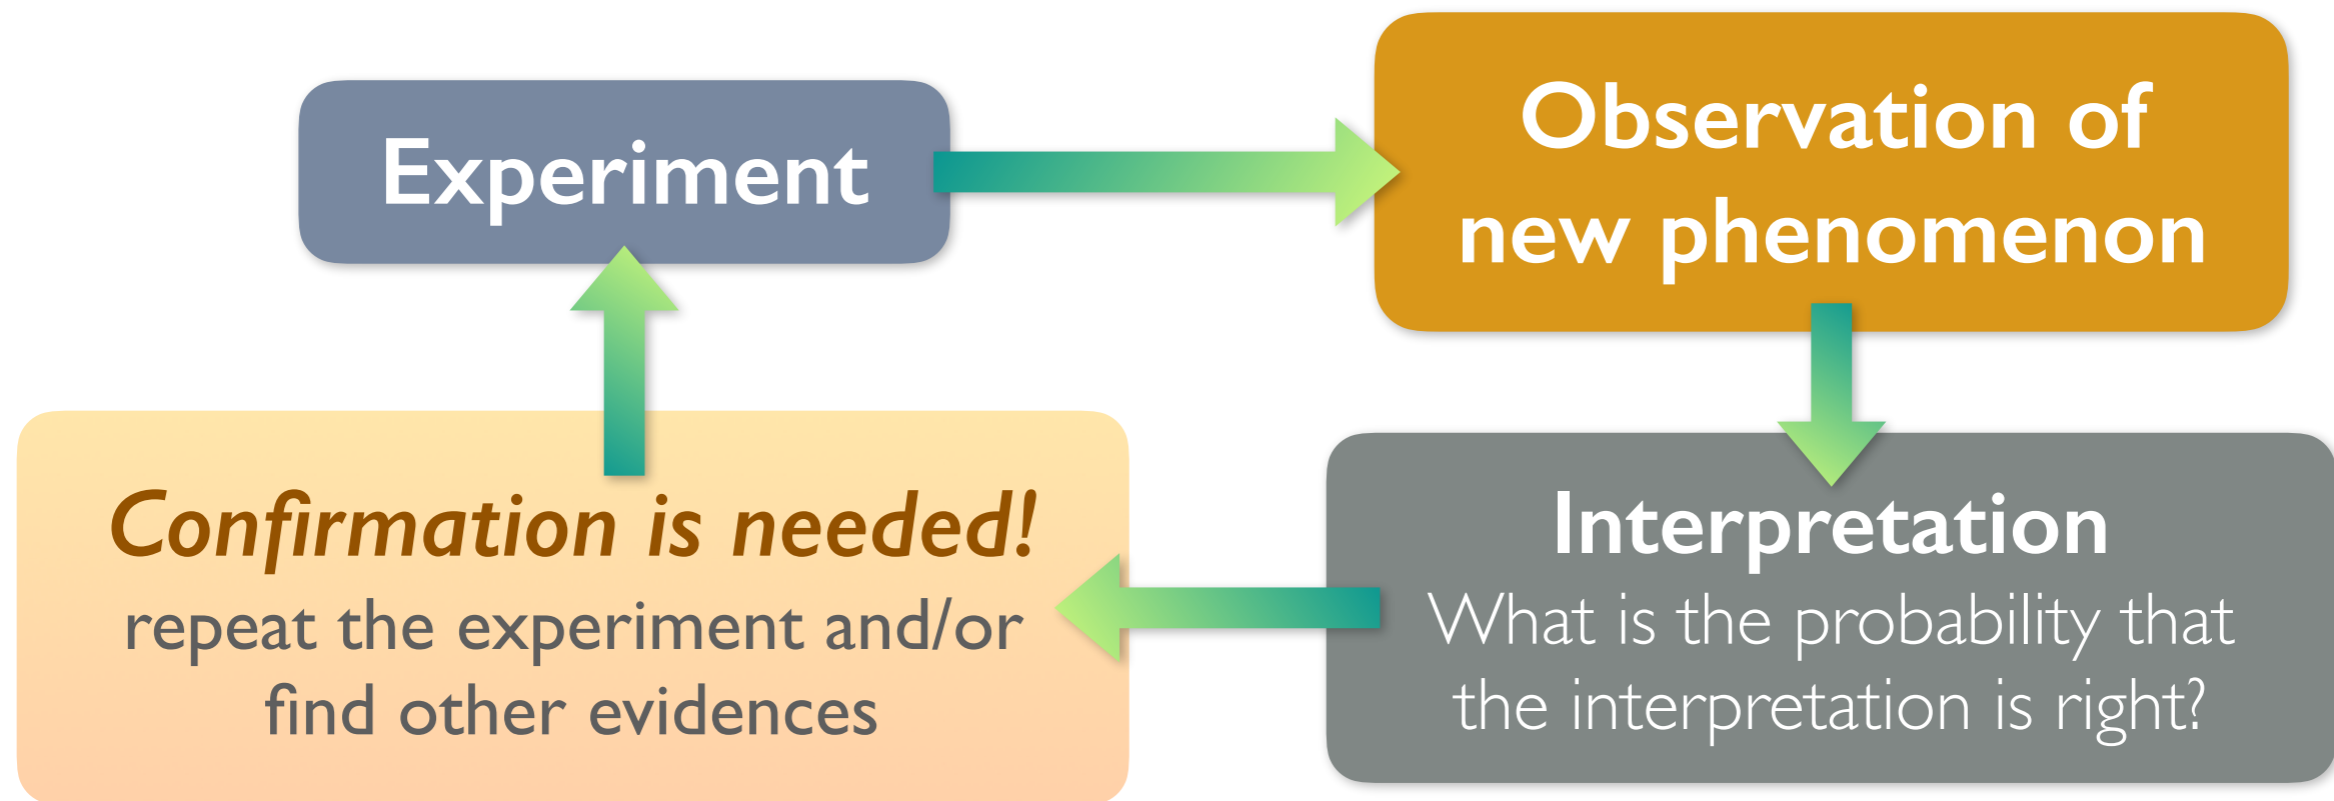 Experiment
Observation of
new phenomenon
Interpretation
What is the probability that
the interpretation is right?
Confirmation is needed!
repeat the experiment and/or
find other evidences